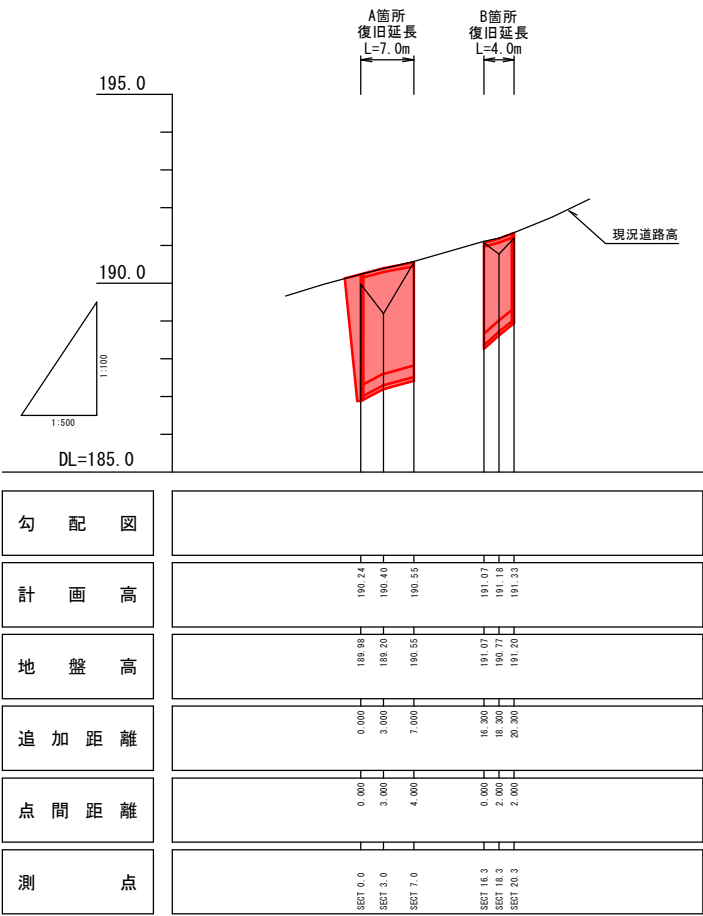 A箇所
復旧延長
L=7.0m
B箇所
復旧延長
L=4.0m
195.0
現況道路高
190.0
1:100
1:500
DL=185.0
勾配図
計画高
190.24
190.40
190.55
191.07
191.18
191.33
地盤高
189.98
189.20
190.55
191.07
190.77
191.20
追加距離
0.000
3.000
7.000
16.300
18.300
20.300
点間距離
0.000
3.000
4.000
0.000
2.000
2.000
測点
SECT 0.0
SECT 3.0
SECT 7.0
SECT 16.3
SECT 18.3
SECT 20.3